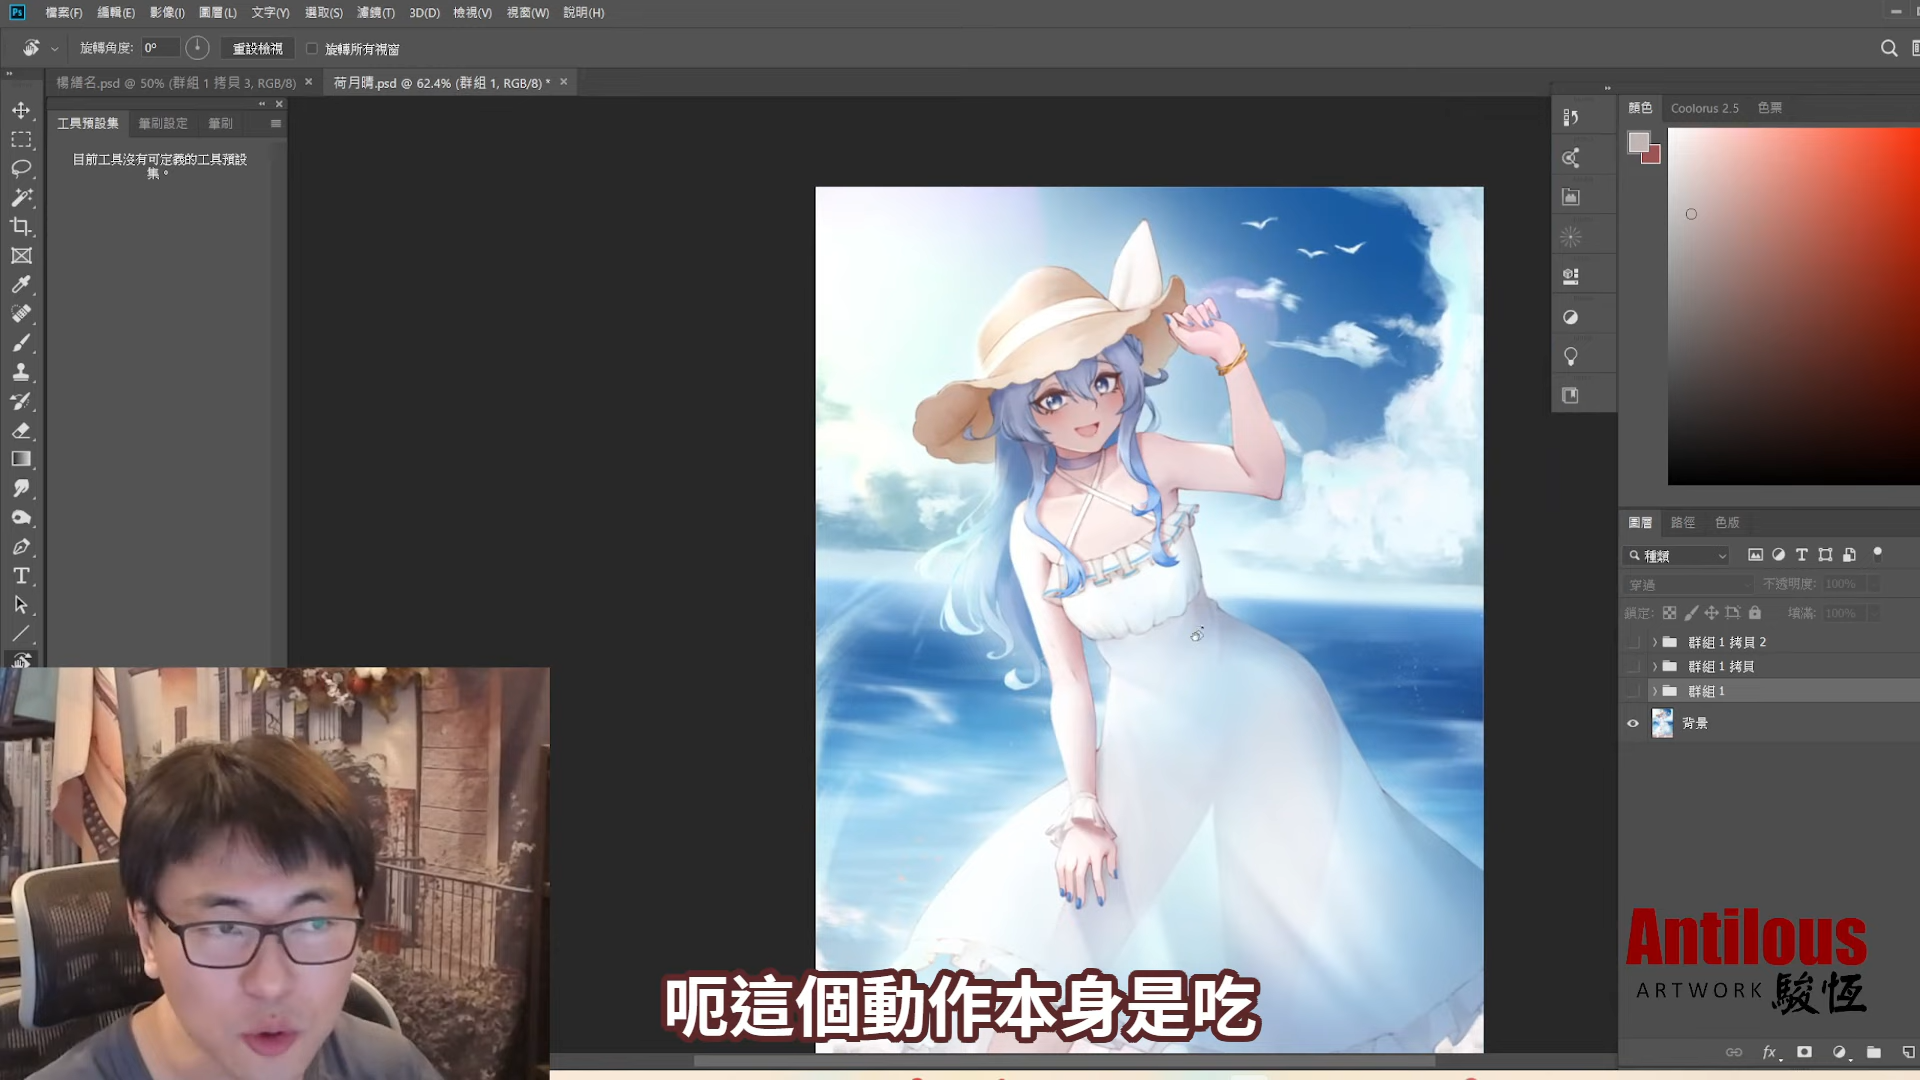 Ps 檔案(F) 編輯(E) 影像(I) 圖層(L) 文字(Y) 選取(S) 濾鏡(T) 3D(D) 檢視(V) 視窗(W) 說明(H)
旋轉角度: 0° 重設檢視 旋轉所有視窗
楊繕名.psd @ 50% (群組 1 拷貝 3, RGB/8) × 荷月晴.psd @ 62.4% (群組 1, RGB/8) * ×
工具預設集 筆刷設定 筆刷
目前工具沒有可定義的工具預設
集。
顏色 Coolorus 2.5 色票
圖層 路徑 色版
種類
穿過 不透明度: 100%
鎖定: 填滿: 100%
群組 1 拷貝 2
群組 1 拷貝
群組 1
背景
Antilous
ARTWORK 駿恆
呃這個動作本身是吃
fx